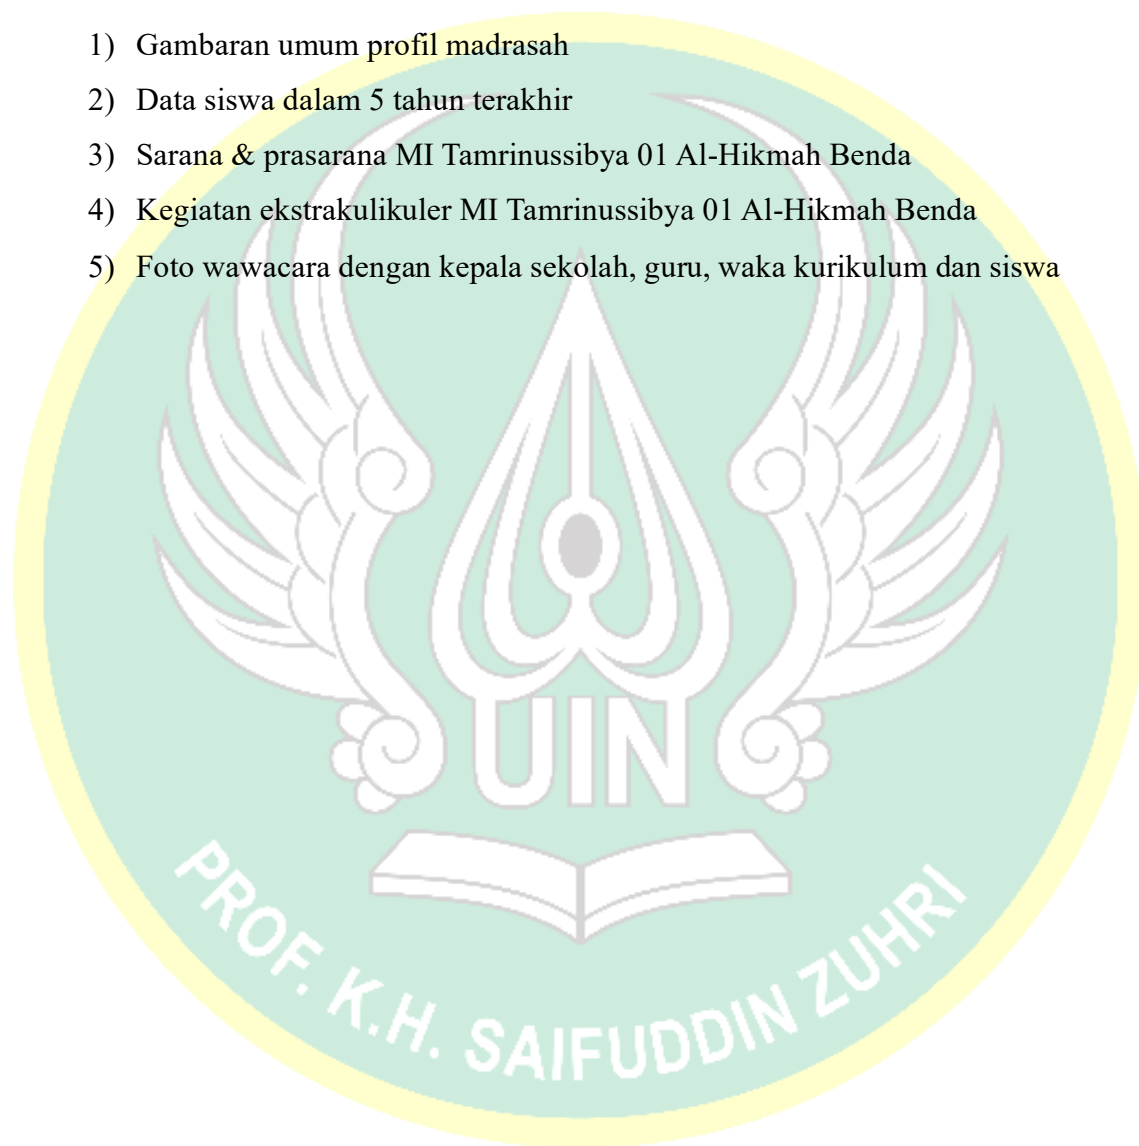 1) Gambaran umum profil madrasah
2) Data siswa dalam 5 tahun terakhir
3) Sarana & prasarana MI Tamrinussibya 01 Al-Hikmah Benda
4) Kegiatan ekstrakulikuler MI Tamrinussibya 01 Al-Hikmah Benda
5) Foto wawacara dengan kepala sekolah, guru, waka kurikulum dan siswa
UIN
PROF. K.H. SAIFUDDIN ZUHRI